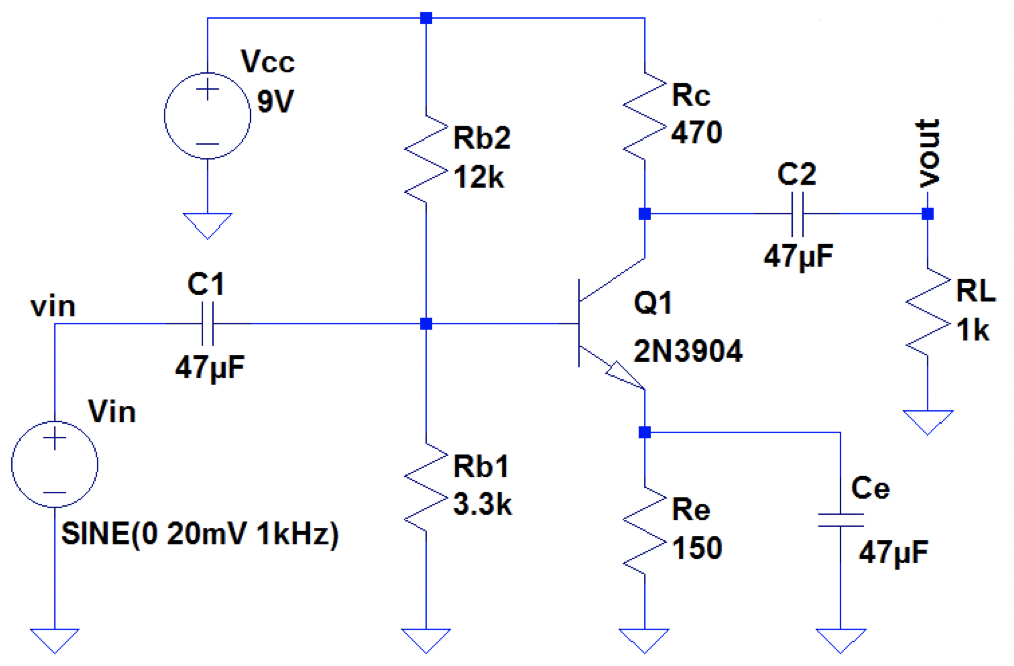 Vcc
9V
Rc
470
Rb2
12k
vout
C2
47µF
C1
vin
47µF
Q1
2N3904
RL
1k
Vin
Rb1
3.3k
SINE(0 20mV 1kHz)
Re
150
Ce
47µF